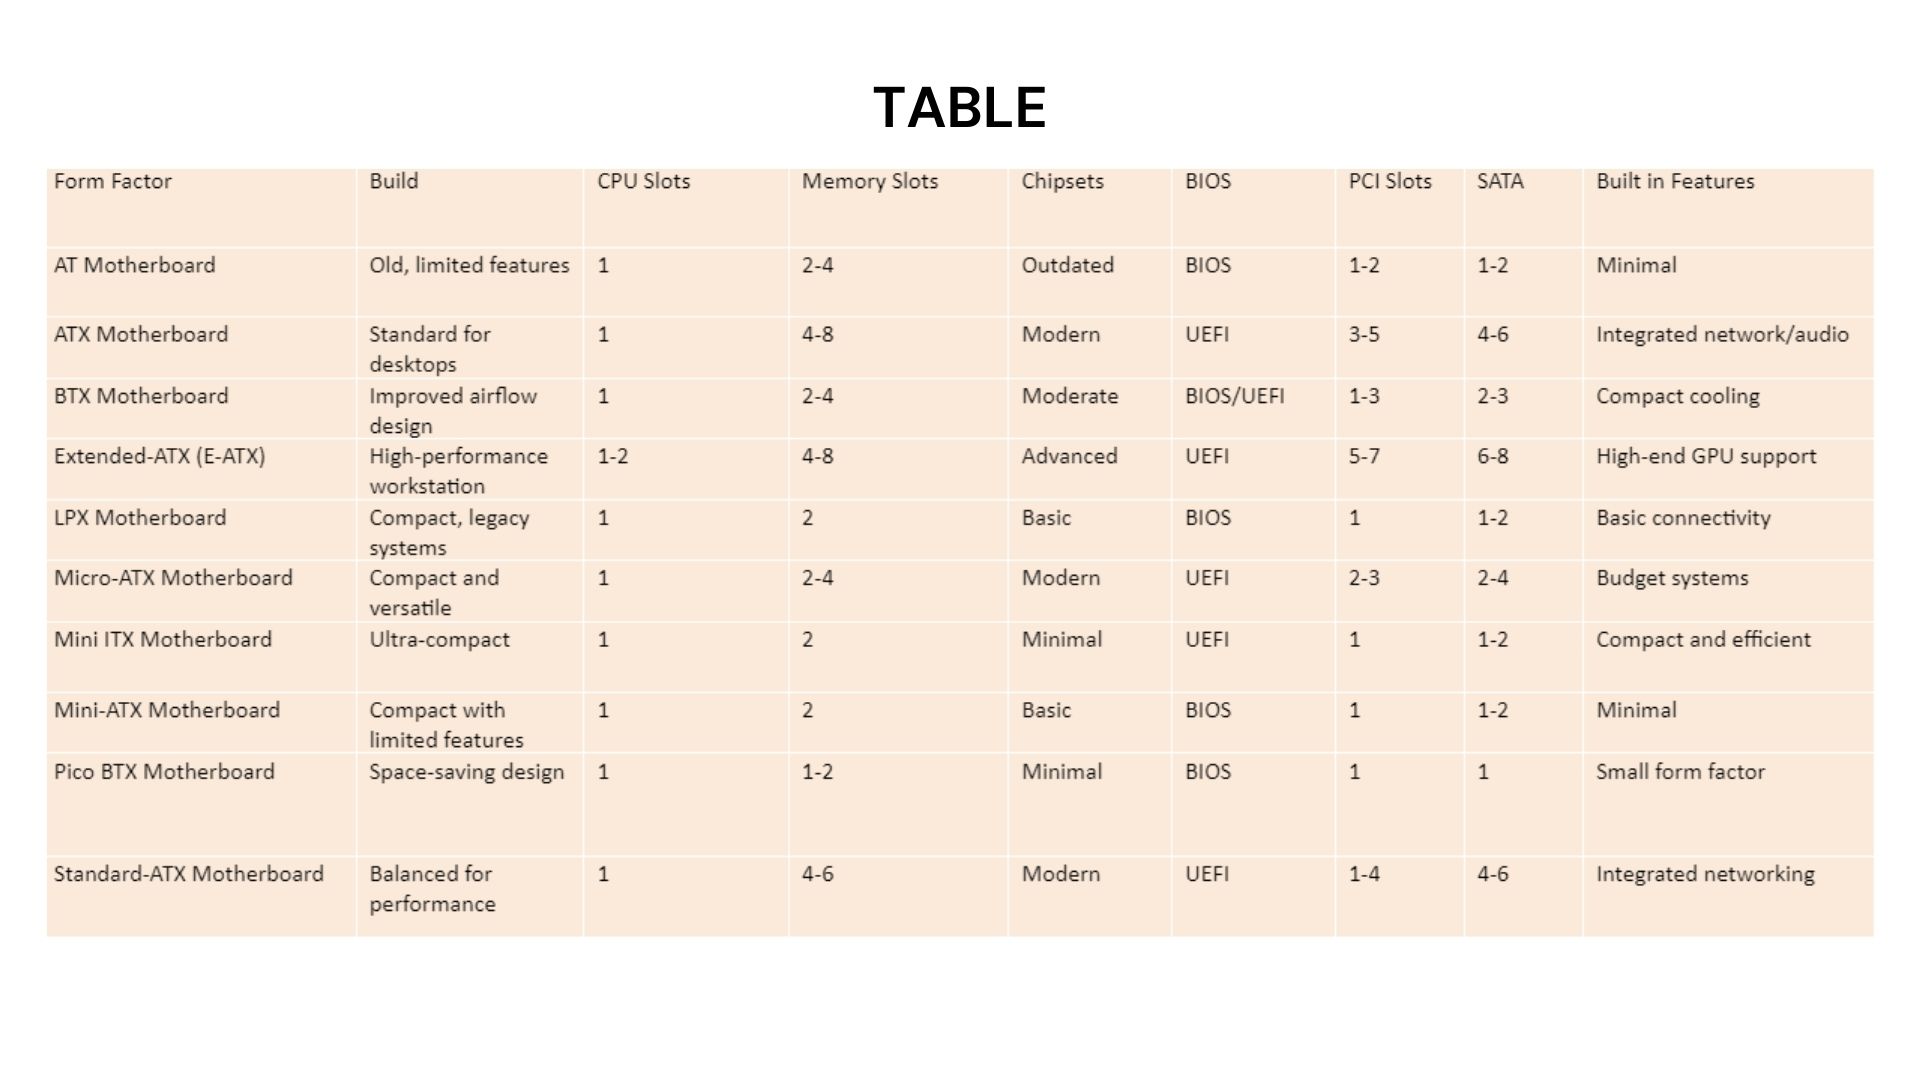 TABLE
Form Factor Build CPU Slots Memory Slots Chipsets BIOS PCI Slots SATA Built in Features
AT Motherboard Old, limited features 1 2-4 Outdated BIOS 1-2 1-2 Minimal
ATX Motherboard Standard for desktops 1 4-8 Modern UEFI 3-5 4-6 Integrated network/audio
BTX Motherboard Improved airflow design 1 2-4 Moderate BIOS/UEFI 1-3 2-3 Compact cooling
Extended-ATX (E-ATX) High-performance workstation 1-2 4-8 Advanced UEFI 5-7 6-8 High-end GPU support
LPX Motherboard Compact, legacy systems 1 2 Basic BIOS 1 1-2 Basic connectivity
Micro-ATX Motherboard Compact and versatile 1 2-4 Modern UEFI 2-3 2-4 Budget systems
Mini ITX Motherboard Ultra-compact 1 2 Minimal UEFI 1 1-2 Compact and efficient
Mini-ATX Motherboard Compact with limited features 1 2 Basic BIOS 1 1-2 Minimal
Pico BTX Motherboard Space-saving design 1 1-2 Minimal BIOS 1 1 Small form factor
Standard-ATX Motherboard Balanced for performance 1 4-6 Modern UEFI 1-4 4-6 Integrated networking